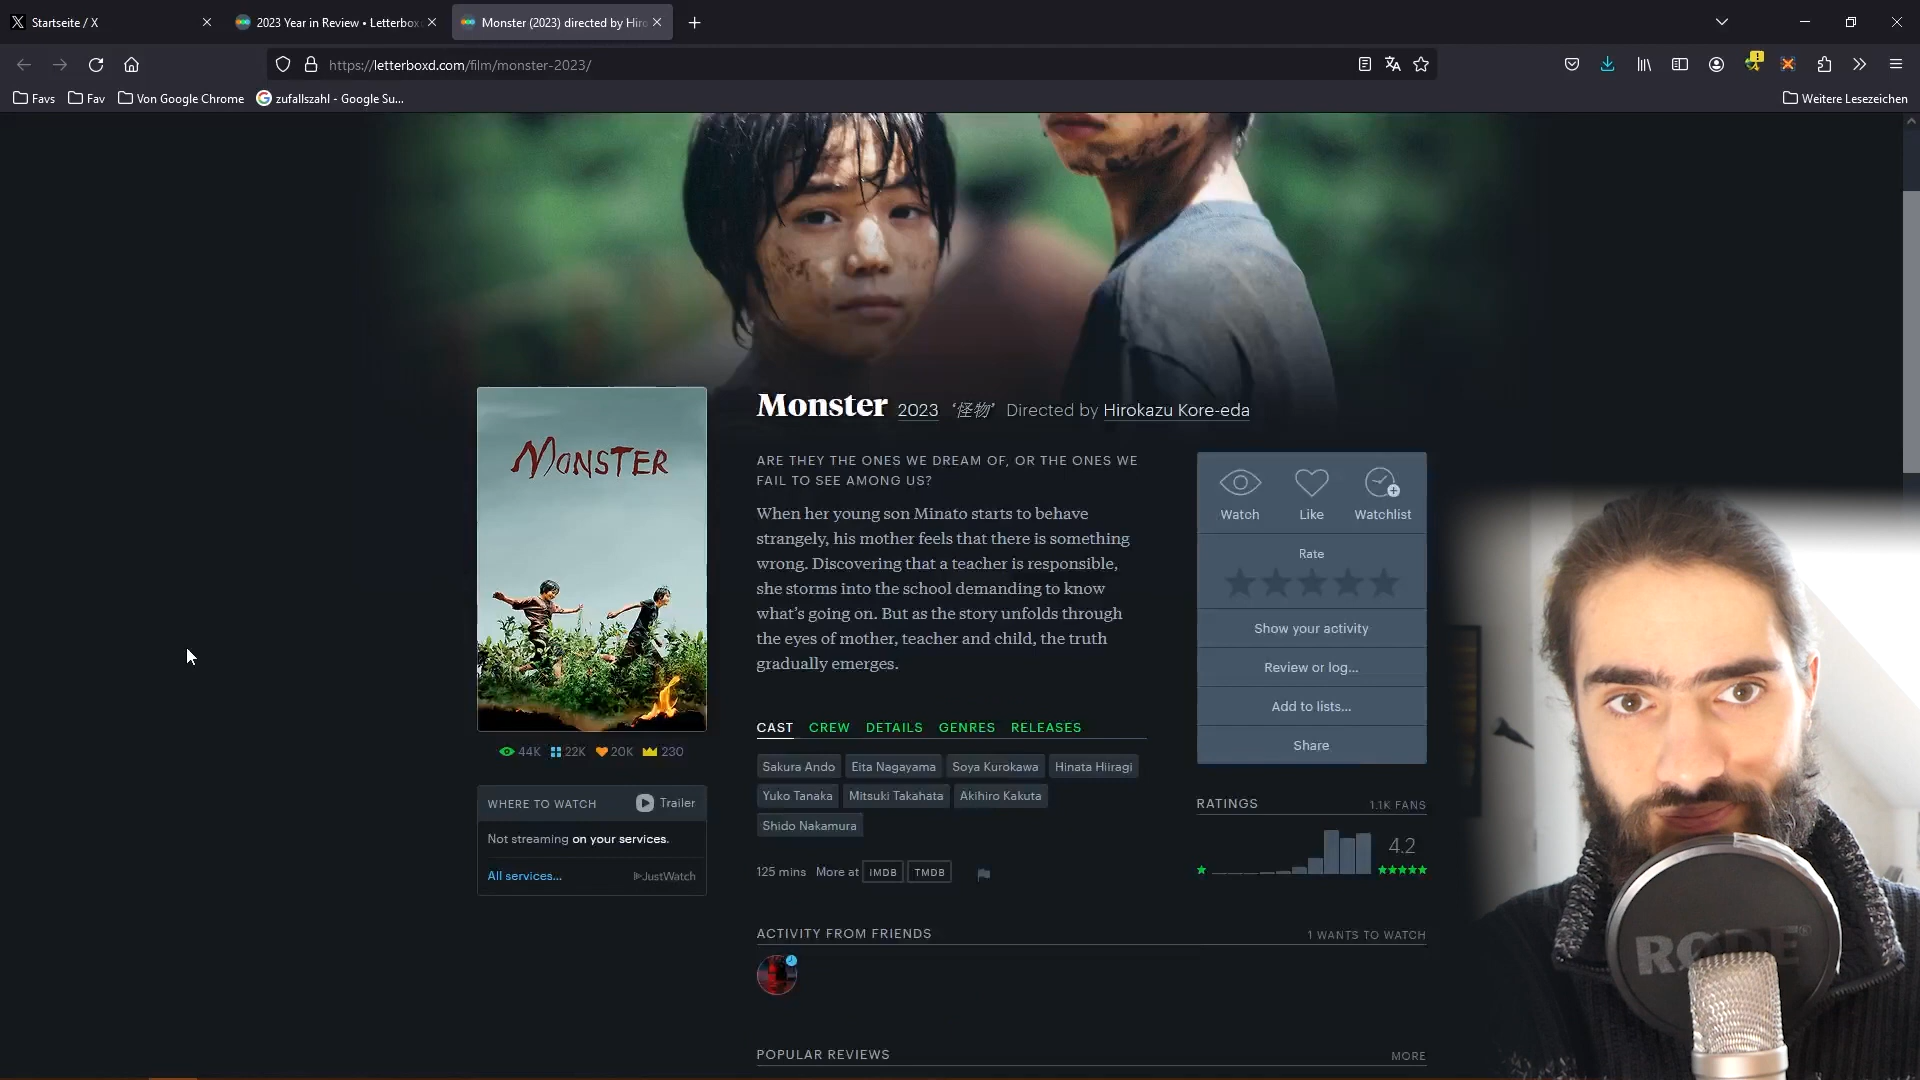 Startseite / X
2023 Year in Review • Letterbox
Monster (2023) directed by Hiro
https://letterboxd.com/film/monster-2023/
Favs
Fav
Von Google Chrome
zufallszahl - Google Su...
Weitere Lesezeichen
Monster 2023 ‘怪物’ Directed by Hirokazu Kore-eda
MONSTER
ARE THEY THE ONES WE DREAM OF, OR THE ONES WE
FAIL TO SEE AMONG US?
When her young son Minato starts to behave
strangely, his mother feels that there is something
wrong. Discovering that a teacher is responsible,
she storms into the school demanding to know
what’s going on. But as the story unfolds through
the eyes of mother, teacher and child, the truth
gradually emerges.
Watch
Like
Watchlist
Rate
Show your activity
Review or log...
Add to lists...
Share
CAST CREW DETAILS GENRES RELEASES
Sakura Ando Eita Nagayama Soya Kurokawa Hinata Hiiragi
Yuko Tanaka Mitsuki Takahata Akihiro Kakuta
Shido Nakamura
44K 22K 20K 230
WHERE TO WATCH Trailer
Not streaming on your services.
All services... JustWatch
125 mins More at IMDB TMDB
RATINGS 1.1K FANS
4.2
ACTIVITY FROM FRIENDS 1 WANTS TO WATCH
POPULAR REVIEWS MORE
RODE